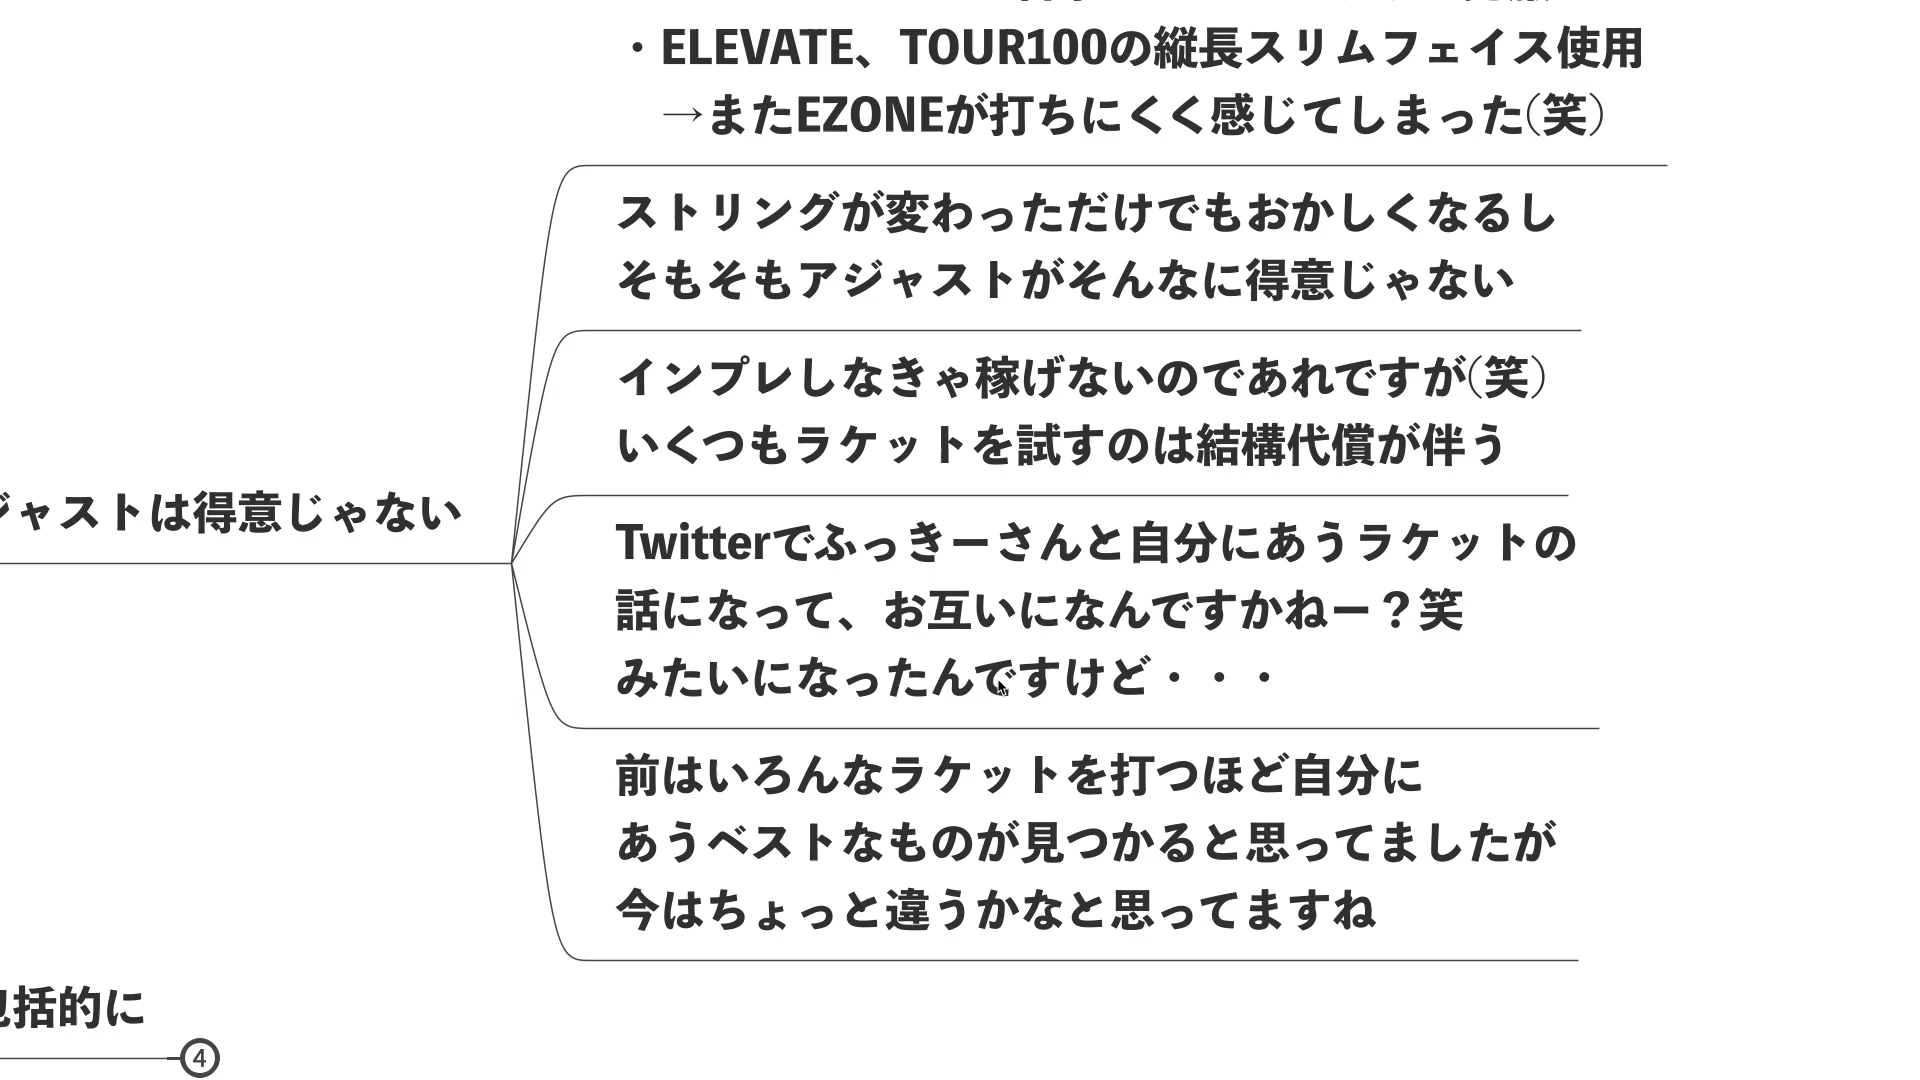 ・ELEVATE、TOUR100の縦長スリムフェイス使用
→またEZONEが打ちにくく感じてしまった(笑)
ストリングが変わっただけでもおかしくなるし
そもそもアジャストがそんなに得意じゃない
インプレしなきゃ稼げないのであれですが(笑)
いくつもラケットを試すのは結構代償が伴う
ジャストは得意じゃない
Twitterでふっきーさんと自分にあうラケットの
話になって、お互いになんですかねー？笑
みたいになったんですけど・・・
前はいろんなラケットを打つほど自分に
あうベストなものが見つかると思ってましたが
今はちょっと違うかなと思ってますね
包括的に
4